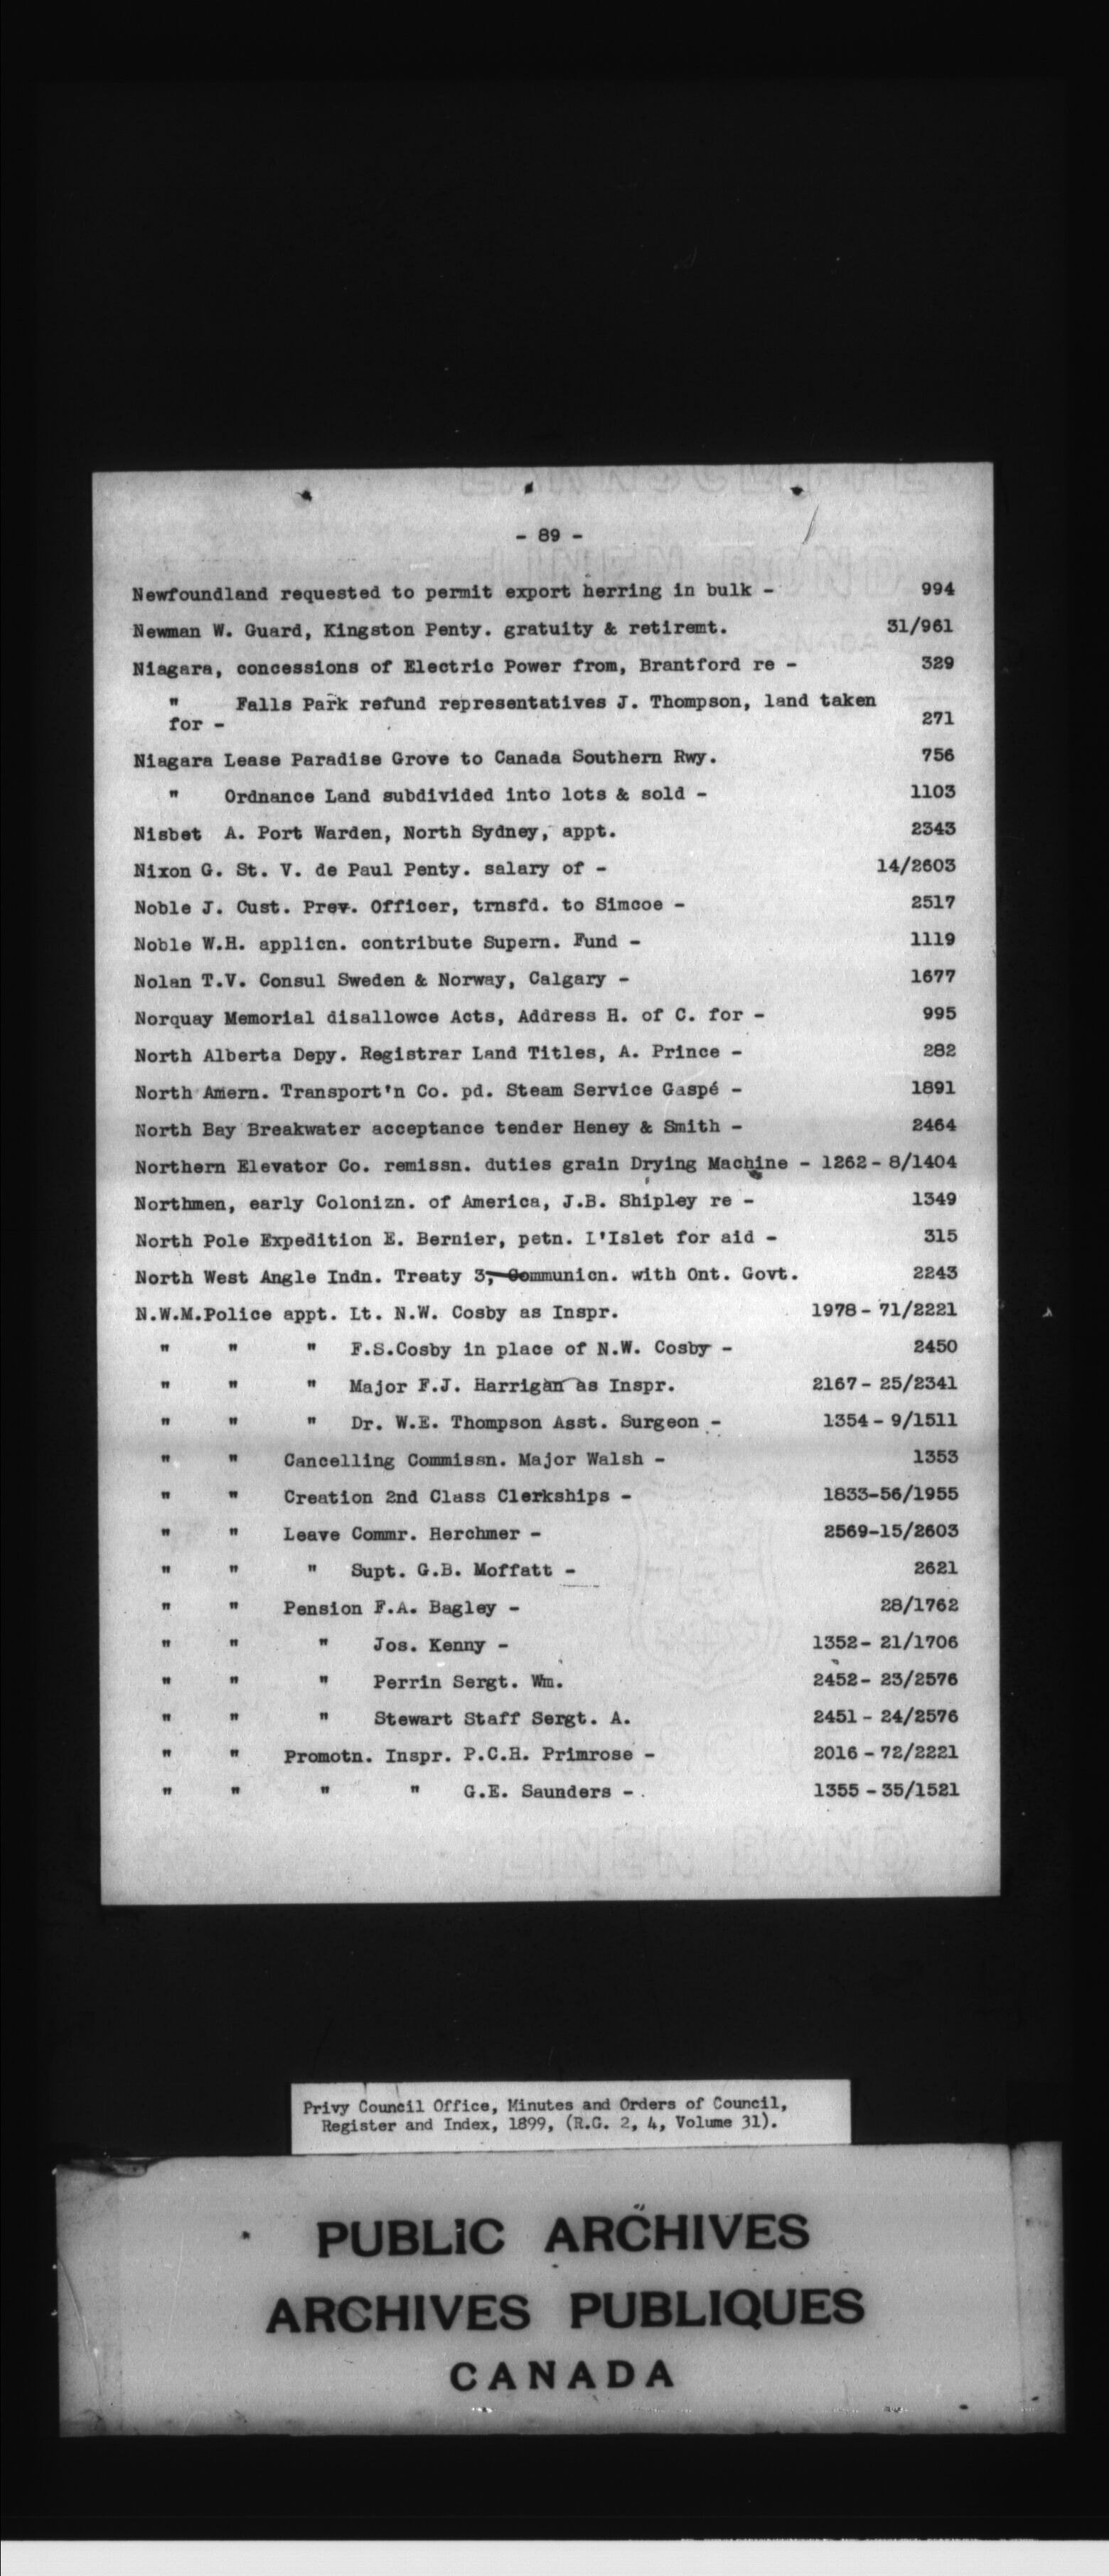 - 89 -
Newfoundland requested to permit export herring in bulk - 994
Newman W. Guard, Kingston Penty. gratuity & retiremt. 31/961
Niagara, concessions of Electric Power from, Brantford re - 329
" Falls Park refund representatives J. Thompson, land taken
for - 271
Niagara Lease Paradise Grove to Canada Southern Rwy. 756
" Ordnance Land subdivided into lots & sold - 1103
Nisbet A. Port Warden, North Sydney, appt. 2343
Nixon G. St. V. de Paul Penty. salary of - 14/2603
Noble J. Cust. Prev. Officer, trnsfd. to Simcoe - 2517
Noble W.H. applicn. contribute Supern. Fund - 1119
Nolan T.V. Consul Sweden & Norway, Calgary - 1677
Norquay Memorial disallowce Acts, Address H. of C. for - 995
North Alberta Depy. Registrar Land Titles, A. Prince - 282
North Amern. Transport'n Co. pd. Steam Service Gaspé - 1891
North Bay Breakwater acceptance tender Heney & Smith - 2464
Northern Elevator Co. remissn. duties grain Drying Machine - 1262 - 8/1404
Northmen, early Colonizn. of America, J.B. Shipley re - 1349
North Pole Expedition E. Bernier, petn. L'Islet for aid - 315
North West Angle Indn. Treaty 3, Communicn. with Ont. Govt. 2243
N.W.M.Police appt. Lt. N.W. Cosby as Inspr. 1978 - 71/2221
" " " F.S.Cosby in place of N.W. Cosby - 2450
" " " Major F.J. Harrigan as Inspr. 2167 - 25/2341
" " " Dr. W.E. Thompson Asst. Surgeon - 1354 - 9/1511
" " Cancelling Commissn. Major Walsh - 1353
" " Creation 2nd Class Clerkships - 1833-56/1955
" " Leave Commr. Herchmer - 2569-15/2603
" " " Supt. G.B. Moffatt - 2621
" " Pension F.A. Bagley - 28/1762
" " " Jos. Kenny - 1352 - 21/1706
" " " Perrin Sergt. Wm. 2452 - 23/2576
" " " Stewart Staff Sergt. A. 2451 - 24/2576
" " Promotn. Inspr. P.C.H. Primrose - 2016 - 72/2221
" " " " G.E. Saunders - 1355 - 35/1521
Privy Council Office, Minutes and Orders of Council,
Register and Index, 1899, (R.G. 2, 4, Volume 31).
PUBLIC ARCHIVES
ARCHIVES PUBLIQUES
CANADA